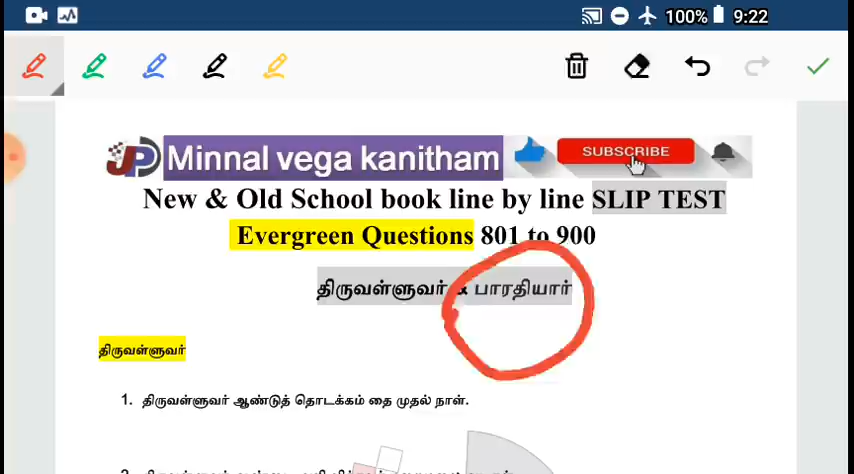 100% 9:22
Minnal vega kanitham SUBSCRIBE
New & Old School book line by line SLIP TEST
Evergreen Questions 801 to 900
திருவள்ளுவர் & பாரதியார்
திருவள்ளுவர்
1. திருவள்ளுவர் ஆண்டுத் தொடக்கம் தை முதல் நாள்.